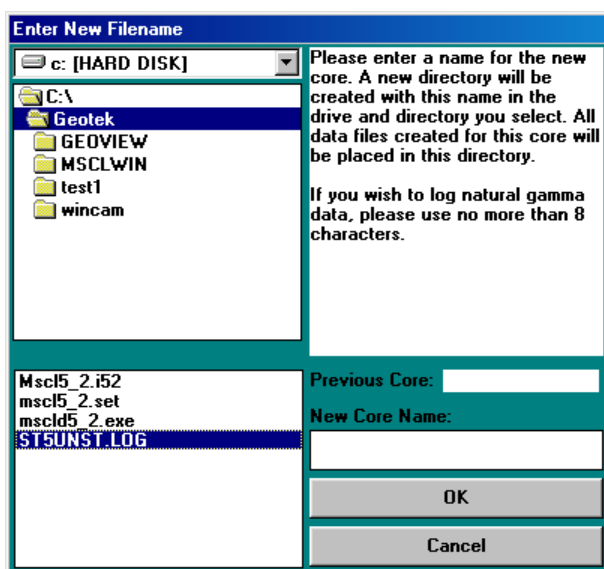 Enter New Filename
c: [HARD DISK]
C:\
Geotek
GEOVIEW
MSCLWIN
test1
wincam
Please enter a name for the new
core. A new directory will be
created with this name in the
drive and directory you select. All
data files created for this core will
be placed in this directory.
If you wish to log natural gamma
data, please use no more than 8
characters.
Mscl5_2.i52
mscl5_2.set
mscld5_2.exe
ST5UNST.LOG
Previous Core:
New Core Name:
OK
Cancel